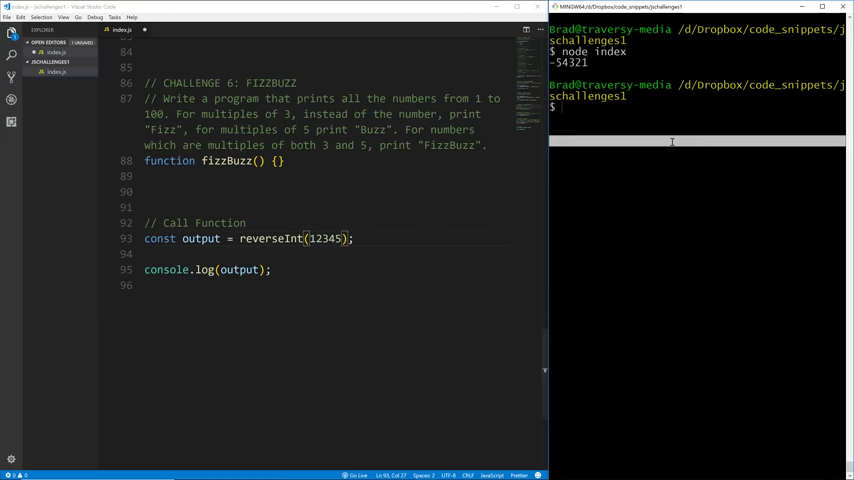 index.js - jschallenges1 - Visual Studio Code
File Edit Selection View Go Debug Tasks Help
EXPLORER
OPEN EDITORS 1 UNSAVED
index.js
JSCHALLENGES1
index.js
index.js
83
84
85
86 // CHALLENGE 6: FIZZBUZZ
87 // Write a program that prints all the numbers from 1 to
100. For multiples of 3, instead of the number, print
"Fizz", for multiples of 5 print "Buzz". For numbers
which are multiples of both 3 and 5, print "FizzBuzz".
88 function fizzBuzz() {}
89
90
91
92 // Call Function
93 const output = reverseInt(12345);
94
95 console.log(output);
96
0 0
Go Live Ln 93, Col 27 Spaces: 2 UTF-8 CRLF JavaScript Prettier
MINGW64:/d/Dropbox/code_snippets/jschallenges1
Brad@traversy-media /d/Dropbox/code_snippets/j
schallenges1
$ node index
-54321
Brad@traversy-media /d/Dropbox/code_snippets/j
schallenges1
$